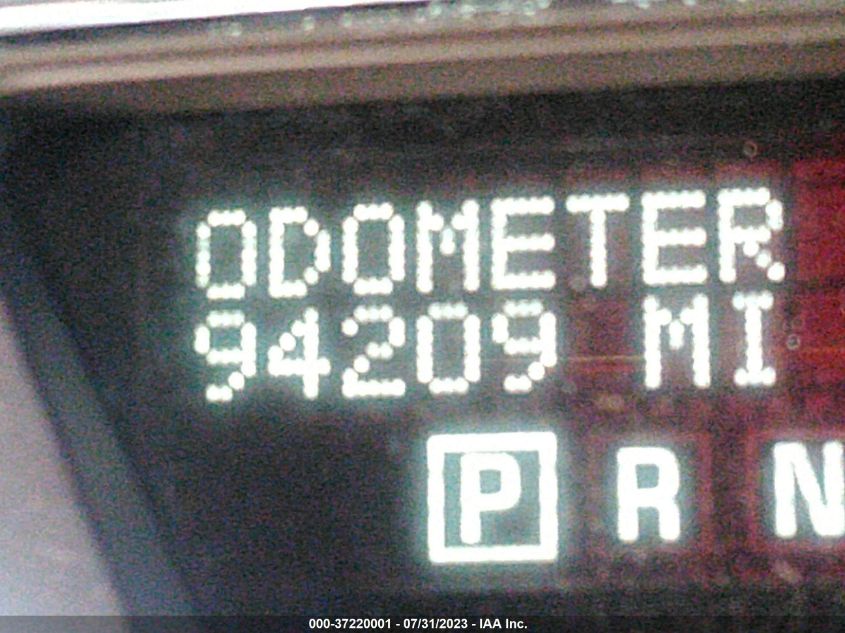 ODOMETER
94209 MI
P R N
000-37220001 - 07/31/2023 - IAA Inc.